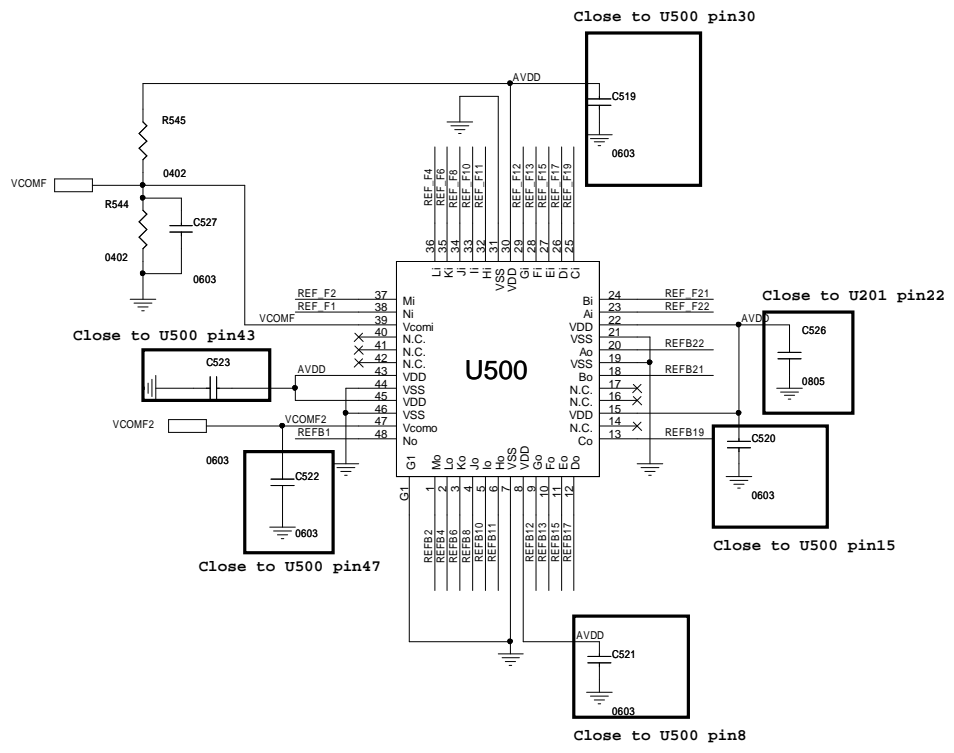 Close to U500 pin30
AVDD
C519
0603
R545
0402
VCOMF
R544
0402
C527
0603
REF_F4
REF_F6
REF_F8
REF_F10
REF_F11
REF_F12
REF_F13
REF_F15
REF_F17
REF_F19
36 35 34 33 32 31 30 29 28 27 26 25
Li Ki Ji Ii Hi VSS VDD Gi Fi Ei Di Ci
REF_F2 37 Mi
REF_F1 38 Ni
VCOMF 39 Vcomi
40 N.C.
41 N.C.
42 N.C.
AVDD 43 VDD
44 VSS
45 VDD
46 VSS
VCOMF2 47 Vcomo
REFB1 48 No
U500
Bi 24 REF_F21
Ai 23 REF_F22
VDD 22 AVDD
VSS 21
Ao 20 REFB22
VSS 19
Bo 18 REFB21
N.C. 17
N.C. 16
VDD 15
N.C. 14
Co 13 REFB19
Close to U201 pin22
C526
0805
Close to U500 pin43
C523
VCOMF2
0603
C522
0603
Close to U500 pin47
C520
0603
Close to U500 pin15
G1 Mo Lo Ko Jo Io Ho VSS VDD Go Fo Eo Do
G1 1 2 3 4 5 6 7 8 9 10 11 12
REFB2
REFB4
REFB6
REFB8
REFB10
REFB11
REFB12
REFB13
REFB15
REFB17
AVDD
C521
0603
Close to U500 pin8